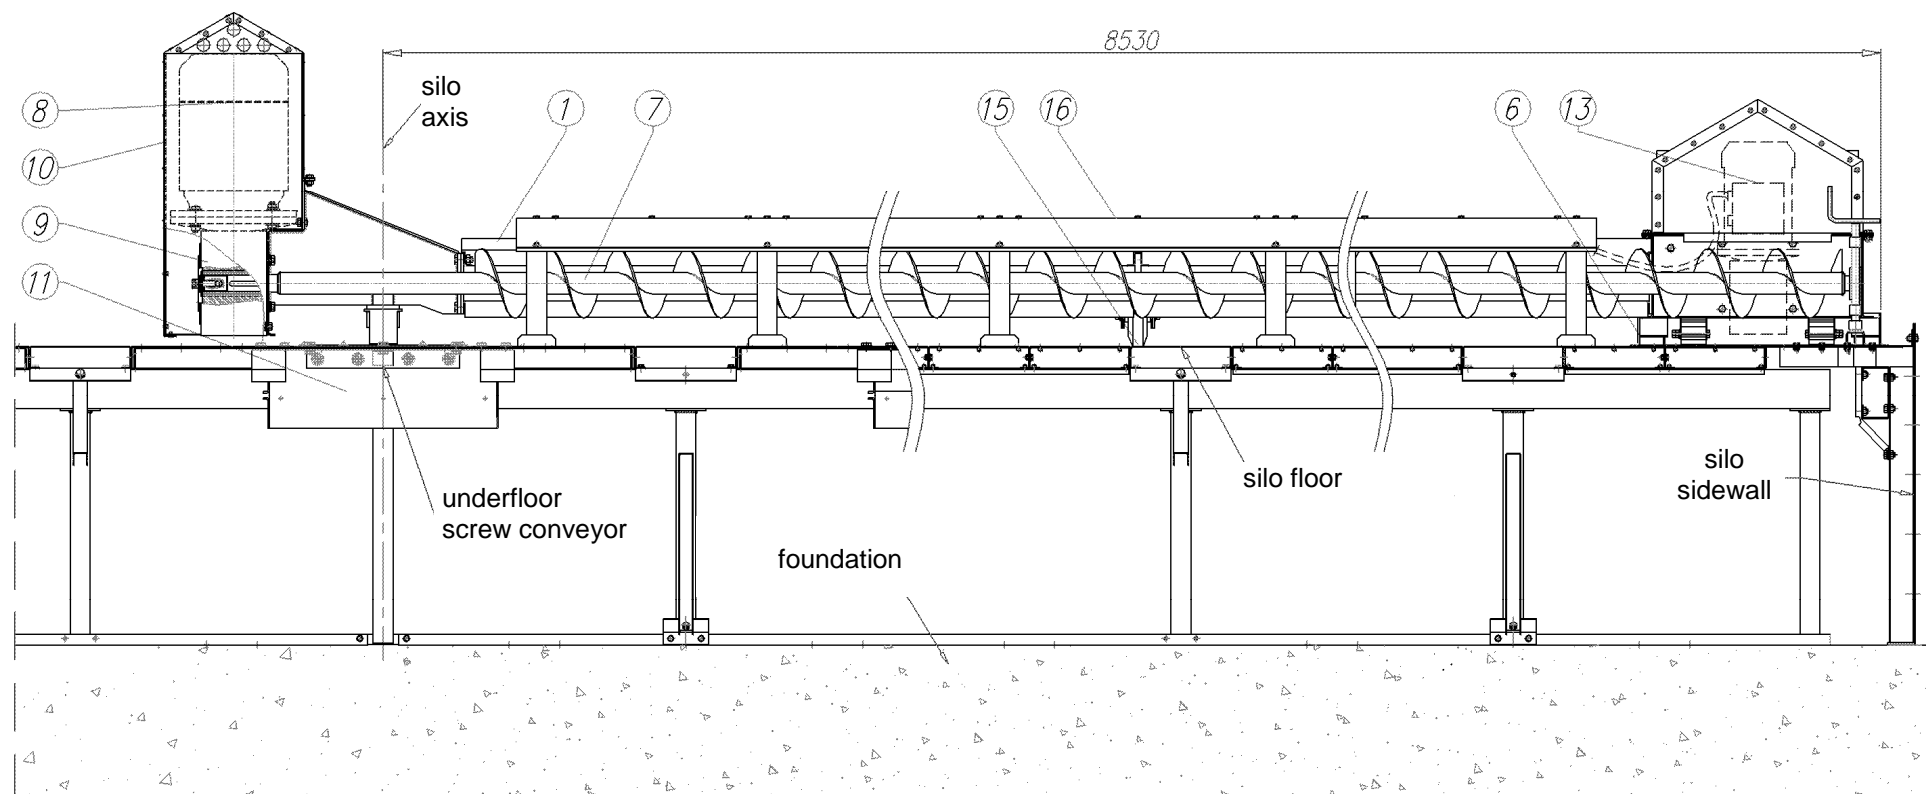 8530
silo
axis
8
1
7
15
16
6
13
10
9
11
underfloor
screw conveyor
silo floor
silo
sidewall
foundation